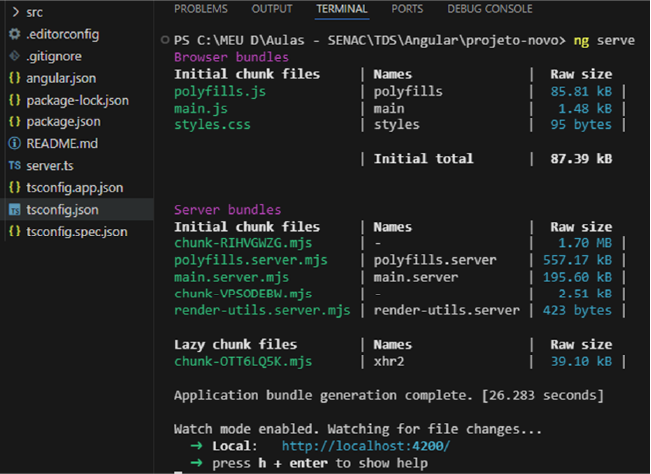 src
.editorconfig
.gitignore
angular.json
package-lock.json
package.json
README.md
TS server.ts
tsconfig.app.json
TS tsconfig.json
tsconfig.spec.json
PROBLEMS OUTPUT TERMINAL PORTS DEBUG CONSOLE
PS C:\MEU D\Aulas - SENAC\TDS\Angular\projeto-novo> ng serve
Browser bundles
Initial chunk files | Names | Raw size
polyfills.js | polyfills | 85.81 kB |
main.js | main | 1.48 kB |
styles.css | styles | 95 bytes |
| Initial total | 87.39 kB
Server bundles
Initial chunk files | Names | Raw size
chunk-RIHVGWZG.mjs | - | 1.70 MB |
polyfills.server.mjs | polyfills.server | 557.17 kB |
main.server.mjs | main.server | 195.60 kB |
chunk-VPSODEBW.mjs | - | 2.51 kB |
render-utils.server.mjs | render-utils.server | 423 bytes |
Lazy chunk files | Names | Raw size
chunk-OTT6LQ5K.mjs | xhr2 | 39.10 kB |
Application bundle generation complete. [26.283 seconds]
Watch mode enabled. Watching for file changes...
➜ Local: http://localhost:4200/
➜ press h + enter to show help